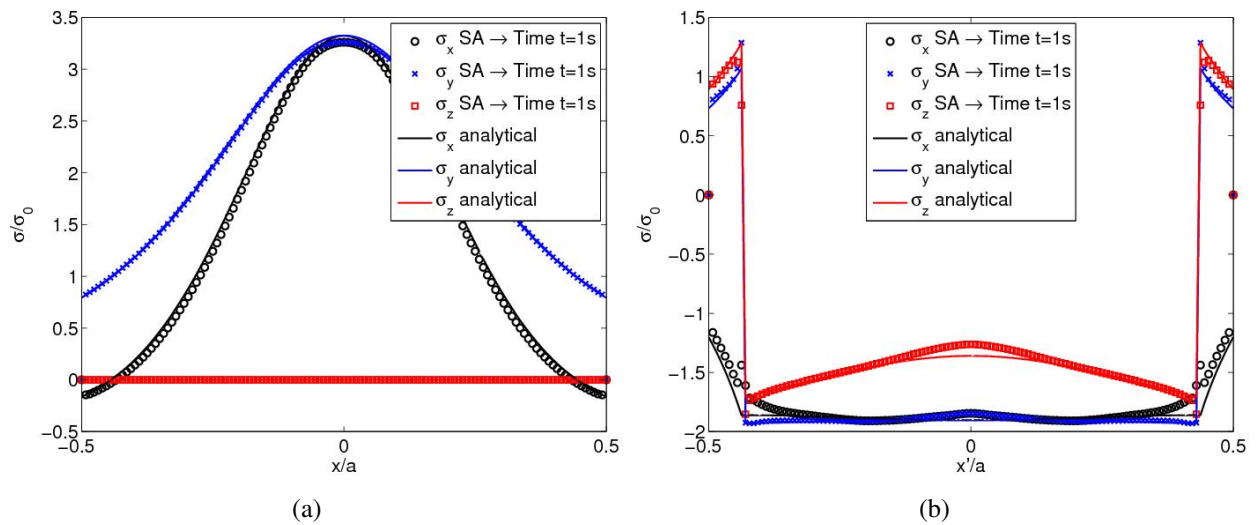 3.5
3
2.5
2
1.5
1
0.5
0
−0.5
σ/σ0
−0.5
0
0.5
x/a
σx SA → Time t=1s
σy SA → Time t=1s
σz SA → Time t=1s
σx analytical
σy analytical
σz analytical
(a)
1.5
1
0.5
0
−0.5
−1
−1.5
−2
σ/σ0
−0.5
0
0.5
x'/a
σx SA → Time t=1s
σy SA → Time t=1s
σz SA → Time t=1s
σx analytical
σy analytical
σz analytical
(b)